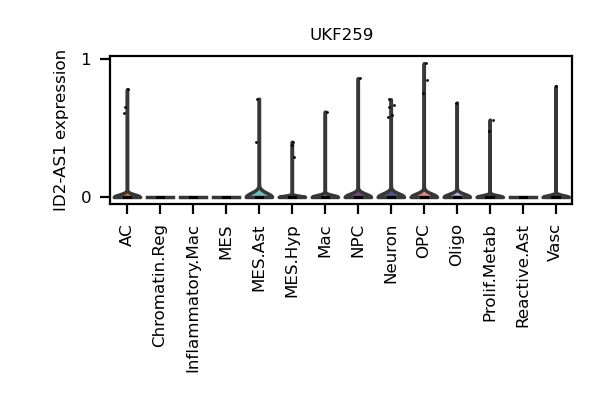 UKF259
ID2-AS1 expression
1
0
AC
Chromatin.Reg
Inflammatory.Mac
MES
MES.Ast
MES.Hyp
Mac
NPC
Neuron
OPC
Oligo
Prolif.Metab
Reactive.Ast
Vasc